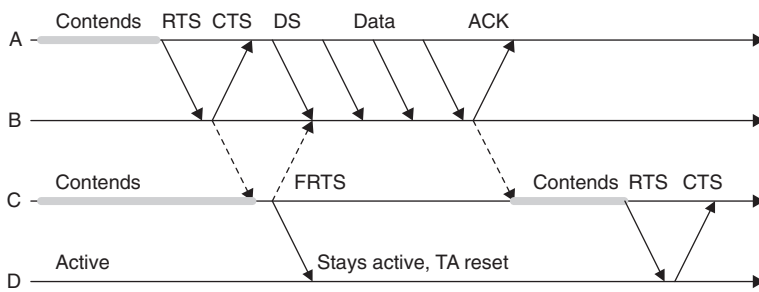 Contends RTS CTS DS Data ACK
A
B
Contends FRTS Contends RTS CTS
C
Active Stays active, TA reset
D